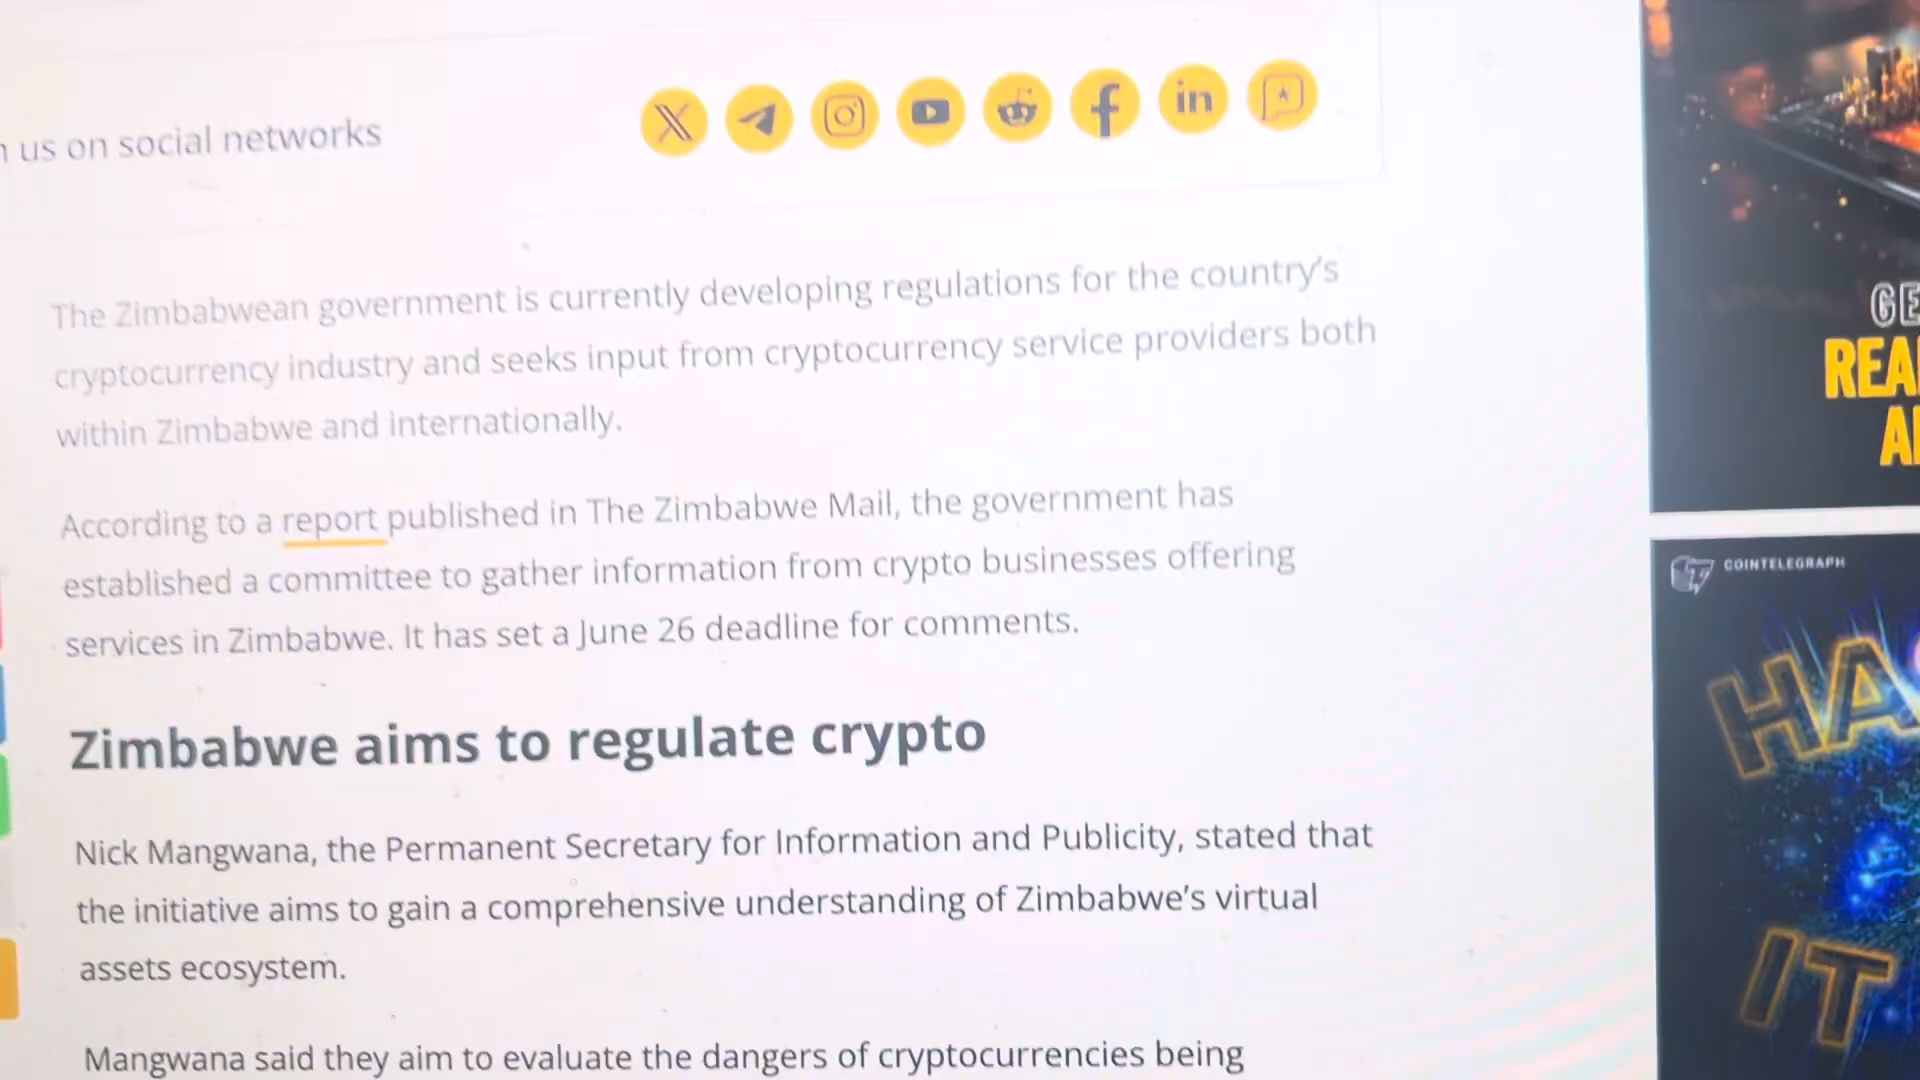 us on social networks
The Zimbabwean government is currently developing regulations for the country's
cryptocurrency industry and seeks input from cryptocurrency service providers both
within Zimbabwe and internationally.
According to a report published in The Zimbabwe Mail, the government has
established a committee to gather information from crypto businesses offering
services in Zimbabwe. It has set a June 26 deadline for comments.
Zimbabwe aims to regulate crypto
Nick Mangwana, the Permanent Secretary for Information and Publicity, stated that
the initiative aims to gain a comprehensive understanding of Zimbabwe's virtual
assets ecosystem.
Mangwana said they aim to evaluate the dangers of cryptocurrencies being
COINTELEGRAPH
IT